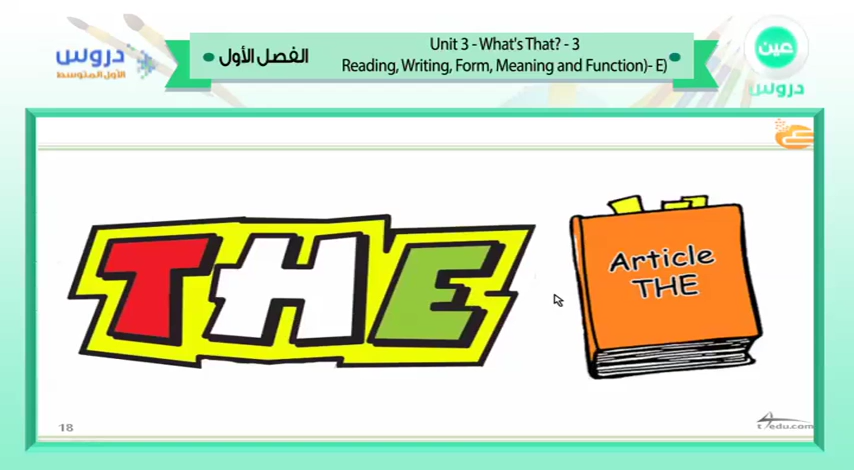 دروس
الأول المتوسط
الفصل الأول
Unit 3 - What's That? - 3
Reading, Writing, Form, Meaning and Function)- E)
عين
دروس
THE
Article
THE
18
t4edu.com